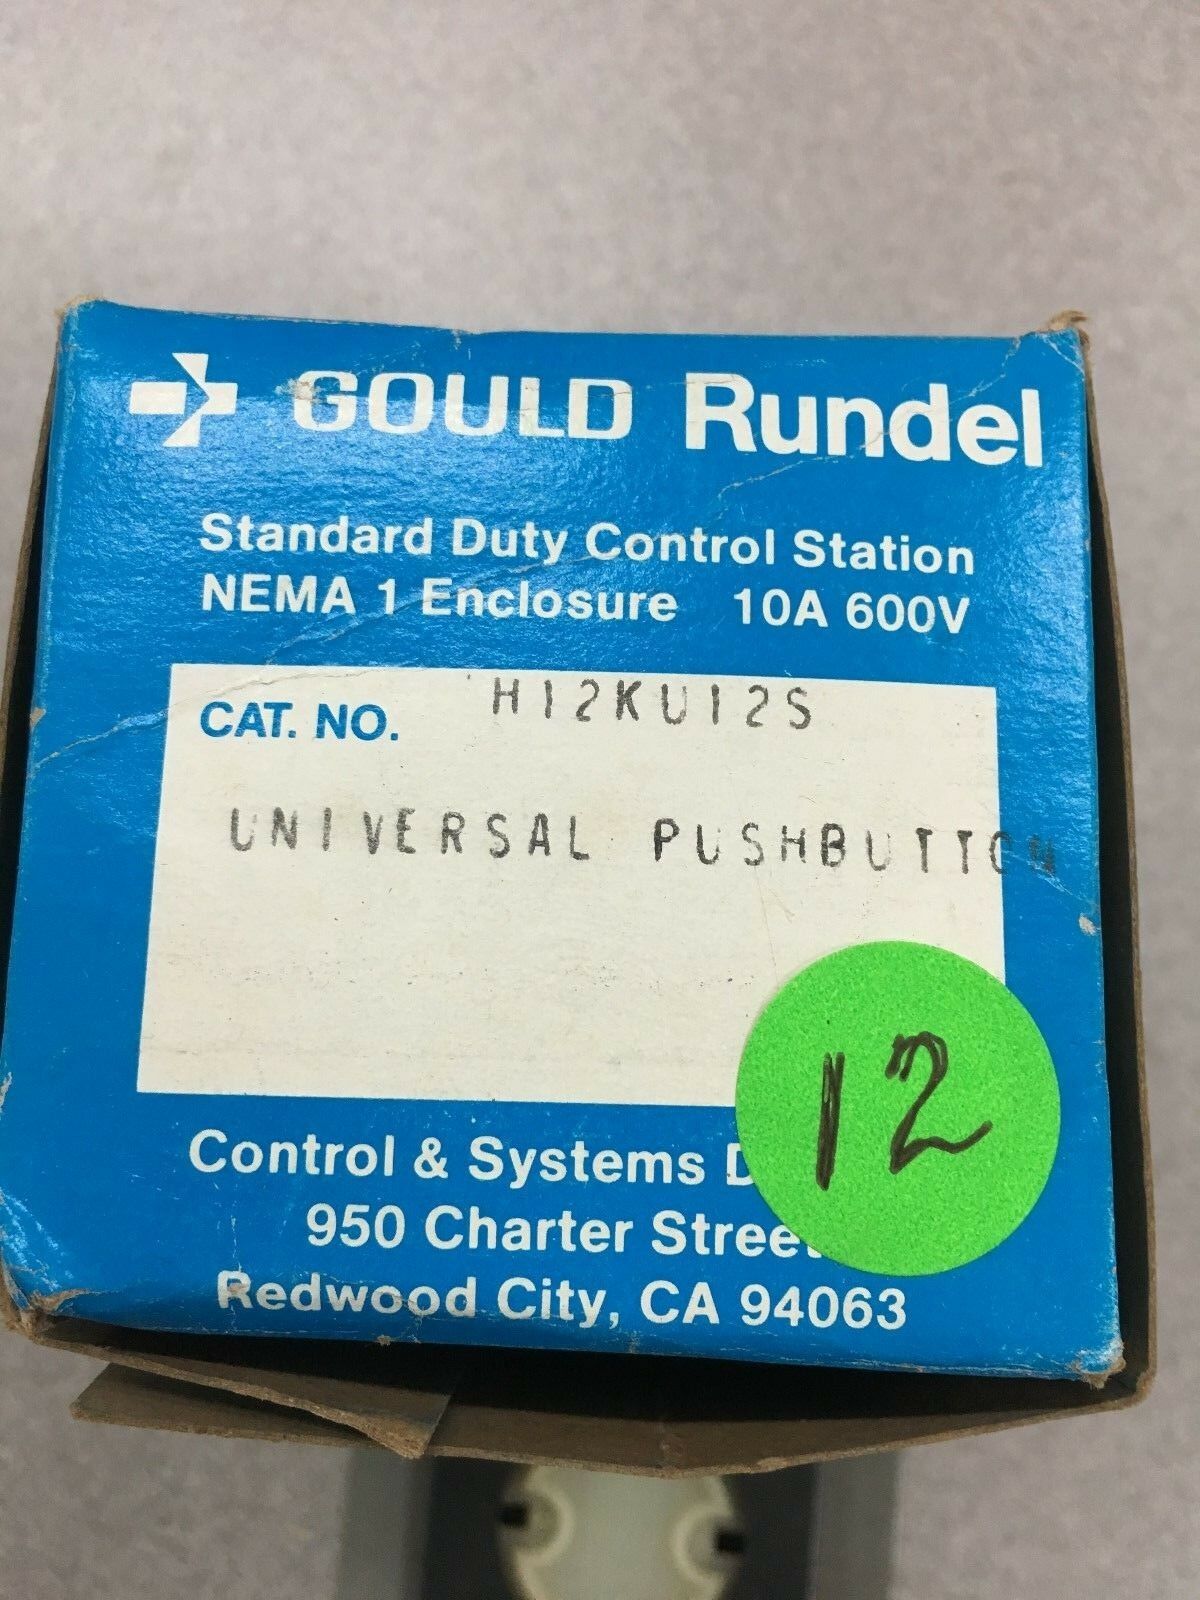 GOULD Rundel
Standard Duty Control Station
NEMA 1 Enclosure 10A 600V
CAT. NO. H12KU12S
UNIVERSAL PUSHBUTTON
12
Control & Systems
950 Charter Street
Redwood City, CA 94063